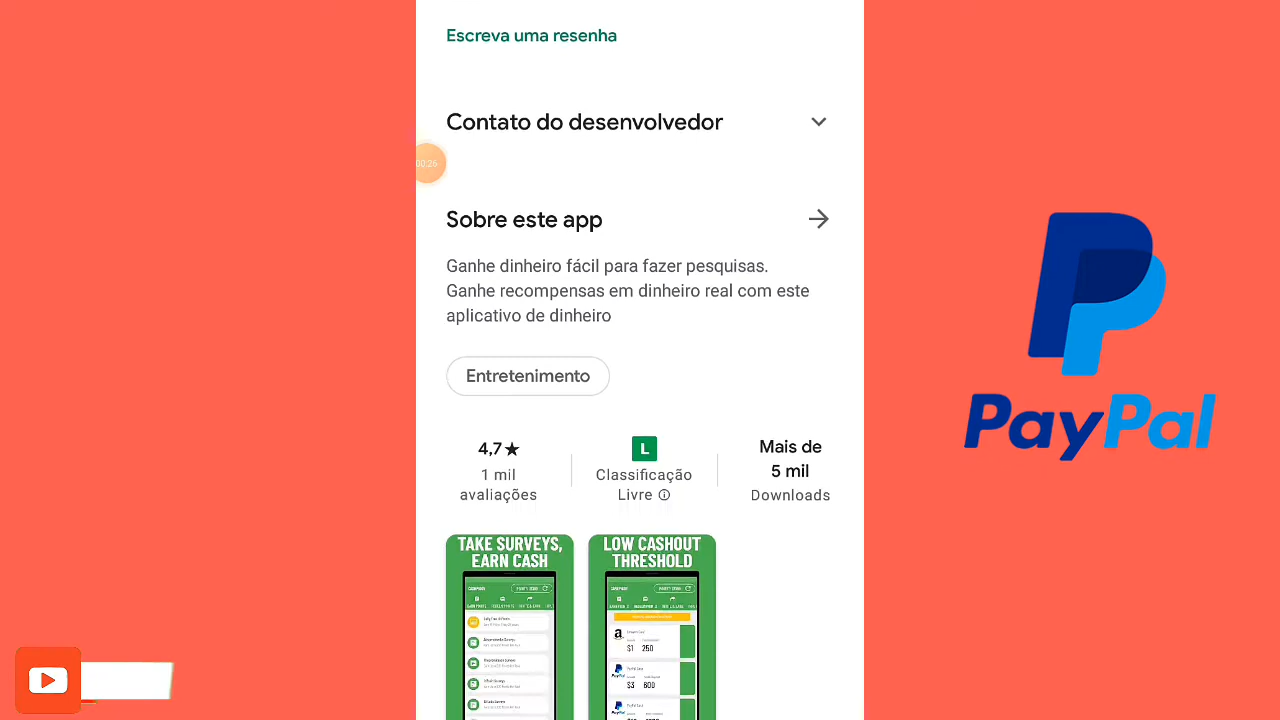 Escreva uma resenha
Contato do desenvolvedor
00:26
Sobre este app
Ganhe dinheiro fácil para fazer pesquisas.
Ganhe recompensas em dinheiro real com este
aplicativo de dinheiro
Entretenimento
4,7★
1 mil
avaliações
L
Classificação
Livre
Mais de
5 mil
Downloads
TAKE SURVEYS,
EARN CASH
LOW CASHOUT
THRESHOLD
$1 250
$3 600
PayPal